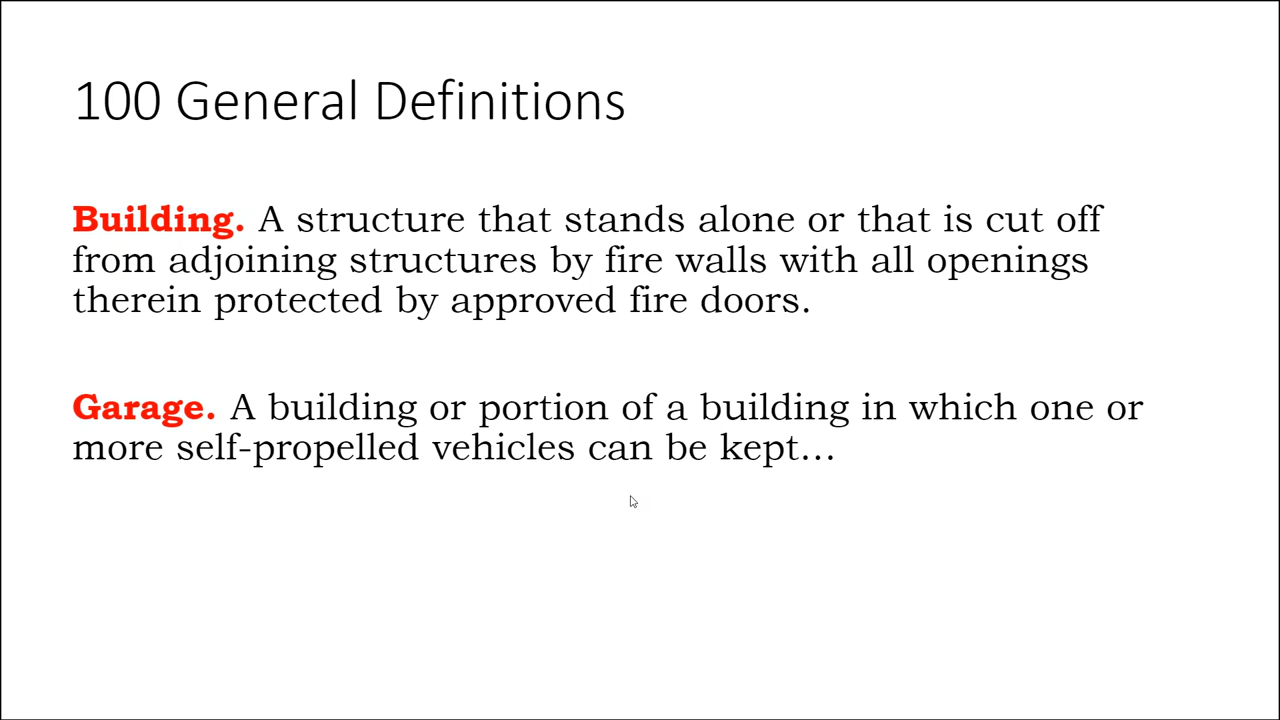 100 General Definitions
Building. A structure that stands alone or that is cut off
from adjoining structures by fire walls with all openings
therein protected by approved fire doors.
Garage. A building or portion of a building in which one or
more self-propelled vehicles can be kept...